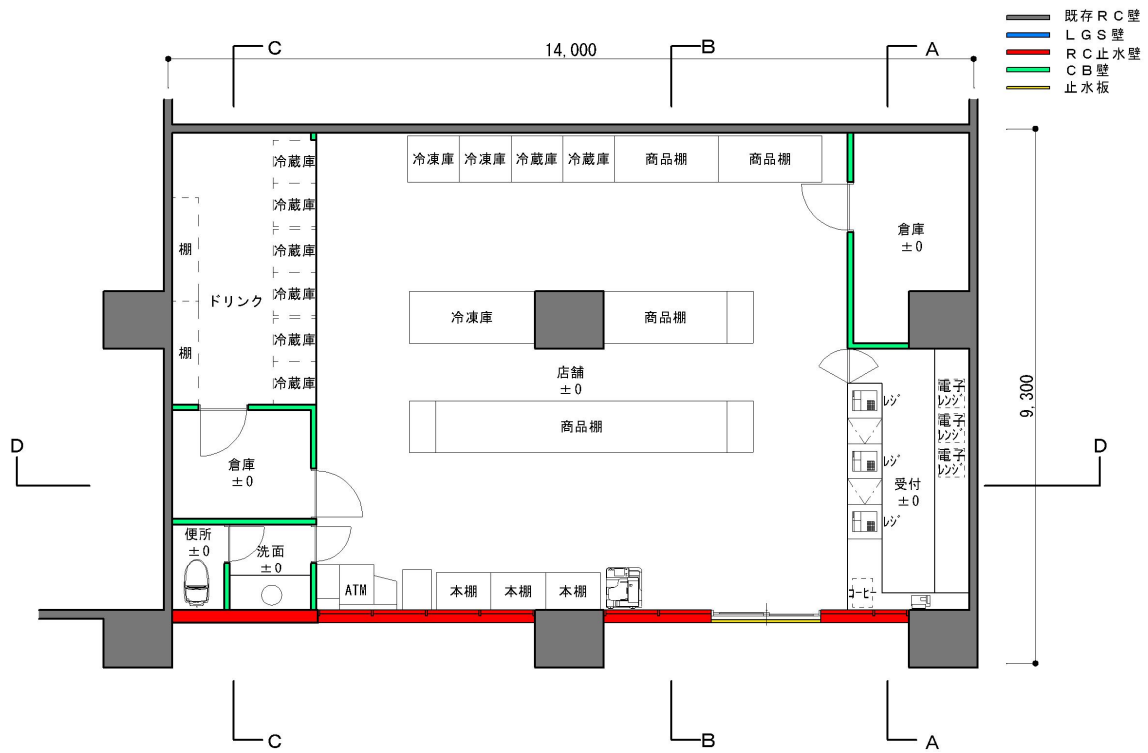 既存RC壁
LGS壁
RC止水壁
CB壁
止水板
C
B
A
14,000
冷凍庫
冷凍庫
冷蔵庫
冷蔵庫
商品棚
商品棚
冷蔵庫
冷蔵庫
冷蔵庫
冷蔵庫
冷蔵庫
冷蔵庫
棚
棚
ドリンク
倉庫
±0
冷凍庫
商品棚
店舗
±0
商品棚
9,300
電子
レンジ
電子
レンジ
電子
レンジ
レジ
レジ
レジ
受付
±0
D
D
倉庫
±0
便所
±0
洗面
±0
ATM
本棚
本棚
本棚
コーヒー
C
B
A